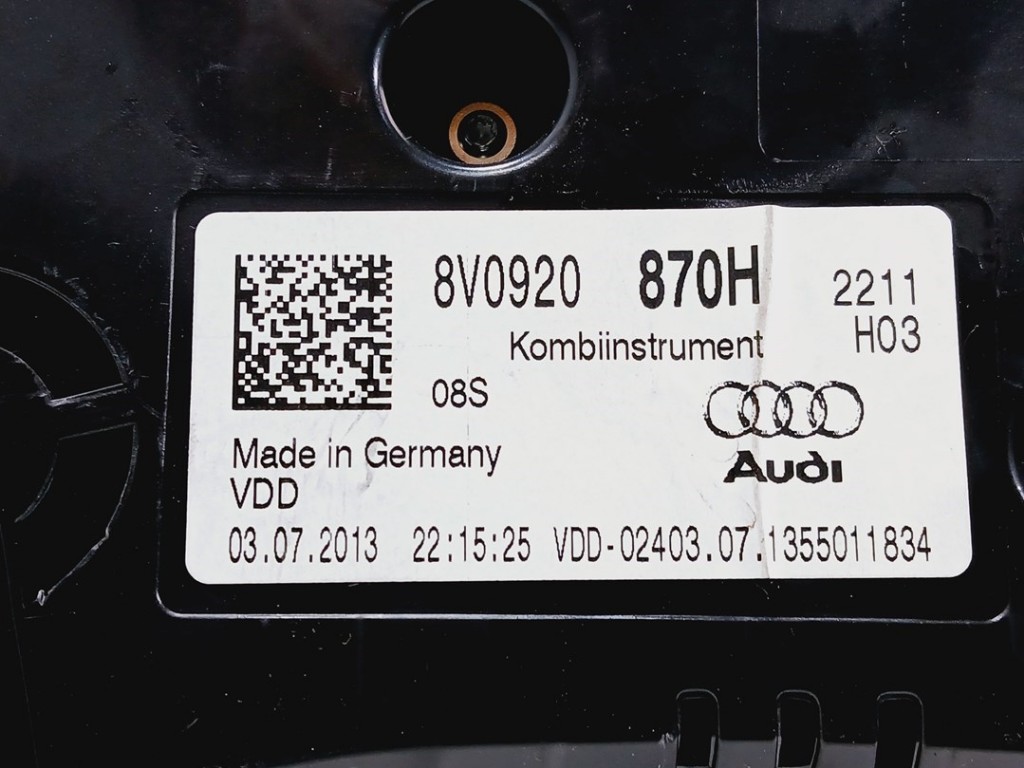 8V0920 870H 2211
Kombiinstrument H03
08S
Audi
Made in Germany
VDD
03.07.2013 22:15:25 VDD-02403.07.1355011834